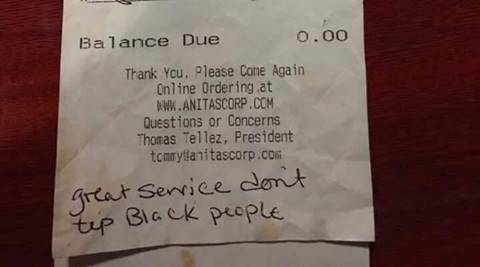 Balance Due 0.00
Thank You, Please Come Again
Online Ordering at
WWW.ANITASCORP.COM
Questions or Concerns
Thomas Tellez, President
tommy@anitascorp.com
great service don't
tip Black people